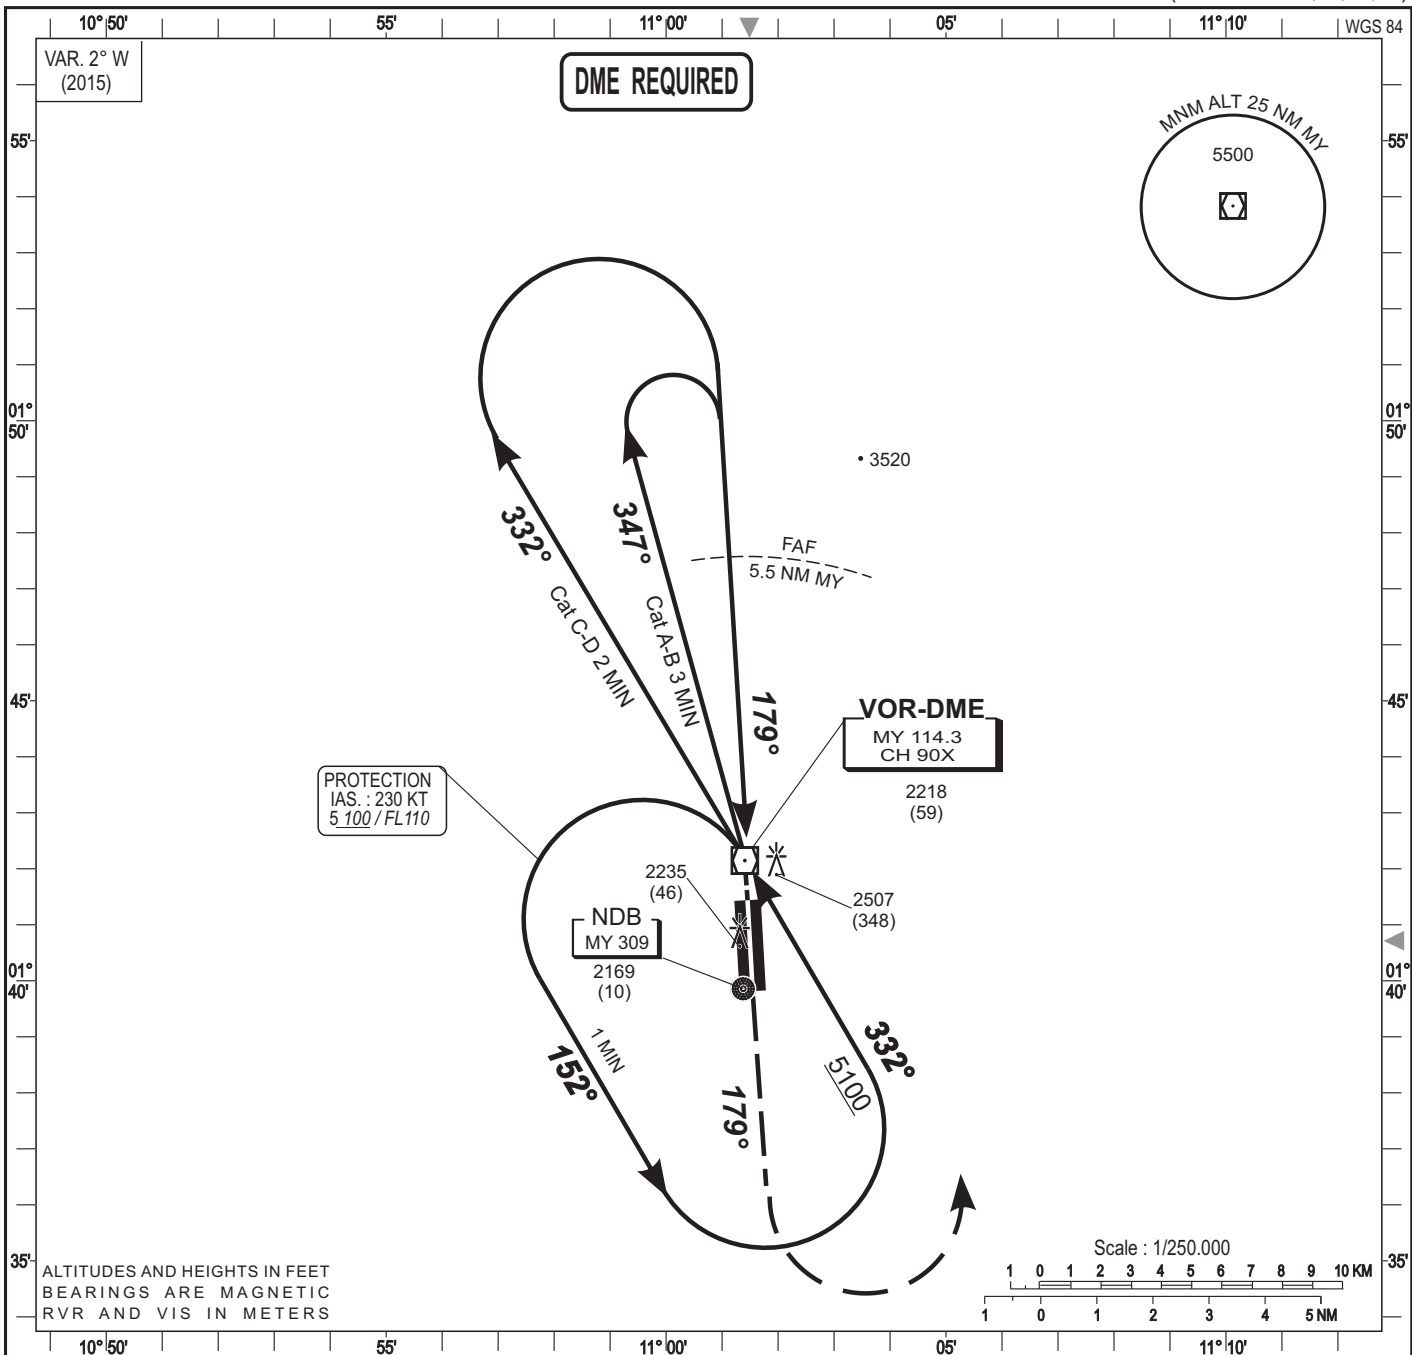 10° 50'
55'
11° 00'
05'
11° 10'
WGS 84
VAR. 2° W
(2015)
DME REQUIRED
MNM ALT 25 NM MY
5500
55'
55'
01°
50'
01°
50'
3520
332°
347°
FAF
5.5 NM MY
Cat C-D 2 MIN
Cat A-B 3 MIN
45'
45'
179°
VOR-DME
MY 114.3
CH 90X
2218
(59)
PROTECTION
IAS. : 230 KT
5 100 / FL110
2235
(46)
2507
(348)
NDB
MY 309
2169
(10)
01°
40'
01°
40'
1 MIN
152°
332°
5100
179°
35'
35'
ALTITUDES AND HEIGHTS IN FEET
BEARINGS ARE MAGNETIC
RVR AND VIS IN METERS
Scale : 1/250.000
1 0 1 2 3 4 5 6 7 8 9 10 KM
1 0 1 2 3 4 5 NM
10° 50'
55'
11° 00'
05'
11° 10'